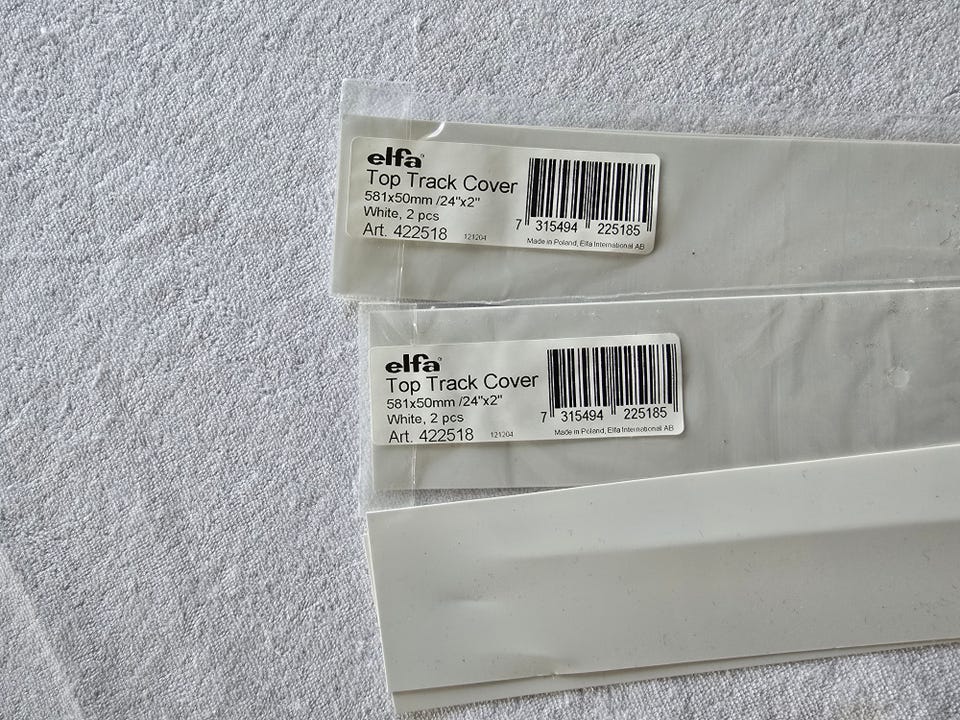 elfa®
Top Track Cover
581x50mm /24"x2"
White, 2 pcs
Art. 422518 121204
7 315494 225185
Made in Poland, Elfa International AB
elfa®
Top Track Cover
581x50mm /24"x2"
White, 2 pcs
Art. 422518 121204
7 315494 225185
Made in Poland, Elfa International AB